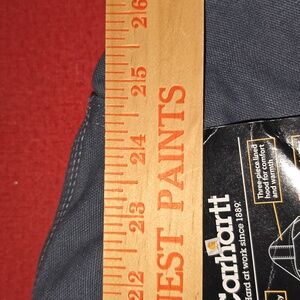 26
25
24
23
22
EST PAINTS
Three-piece lined
hood for comfort
and warmth
carhartt
Hard at work since 1889.